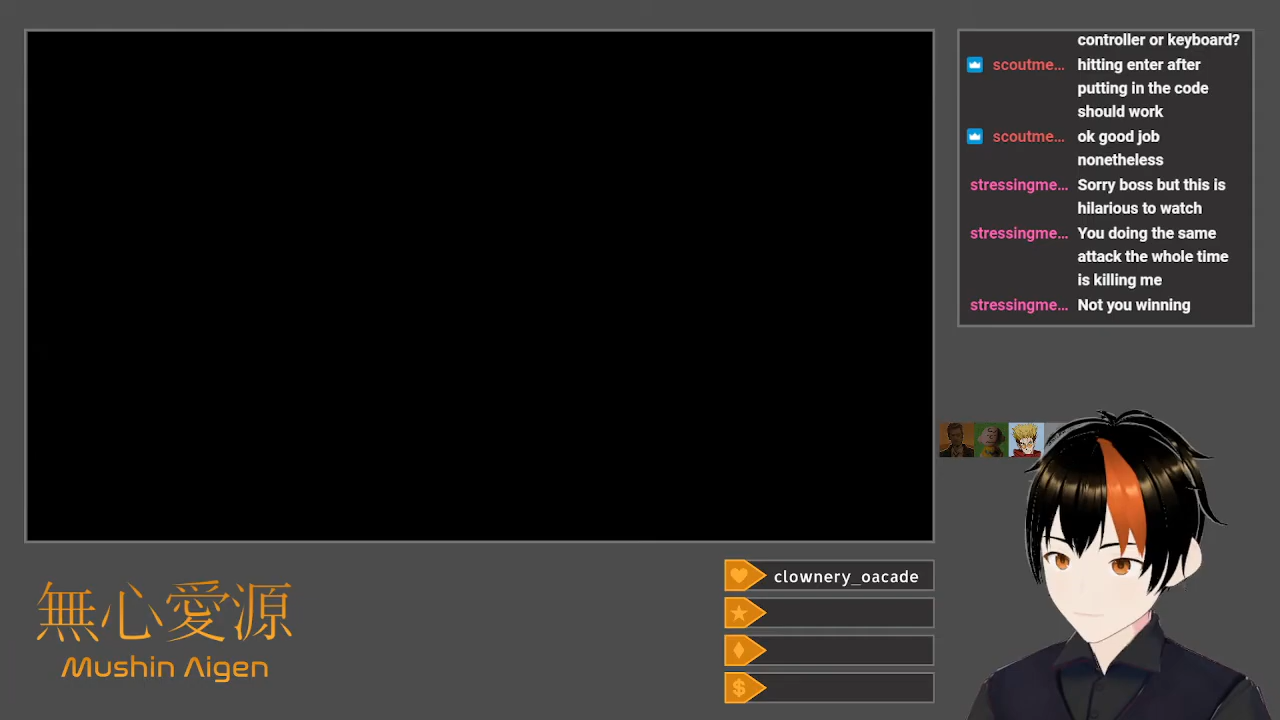 controller or keyboard?
scoutme... hitting enter after
putting in the code
should work
scoutme... ok good job
nonetheless
stressingme... Sorry boss but this is
hilarious to watch
stressingme... You doing the same
attack the whole time
is killing me
stressingme... Not you winning
clownery_oacade
無心愛源
Mushin Aigen